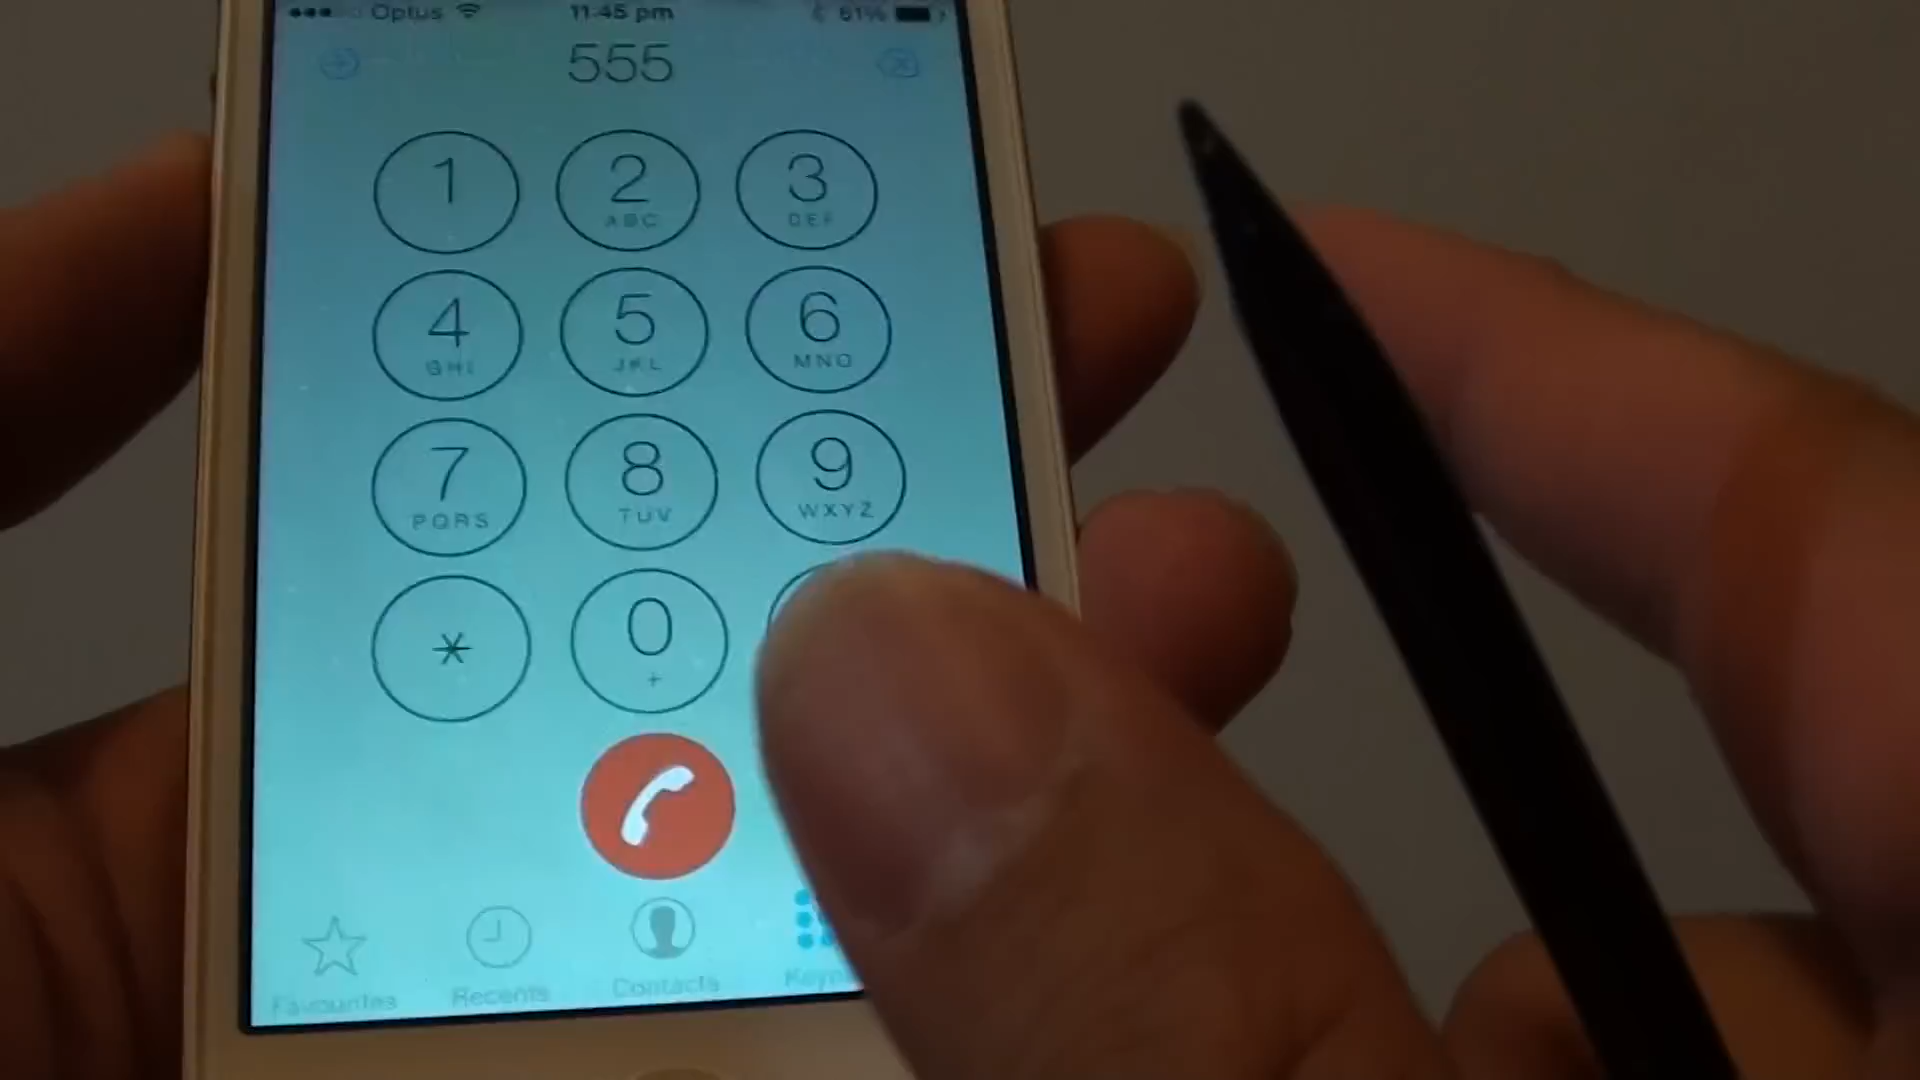 Optus 11:45 pm 61%
555
1 2 3
ABC DEF
4 5 6
GHI JKL MNO
7 8 9
PQRS TUV WXYZ
* 0
+
Favourites Recents Contacts